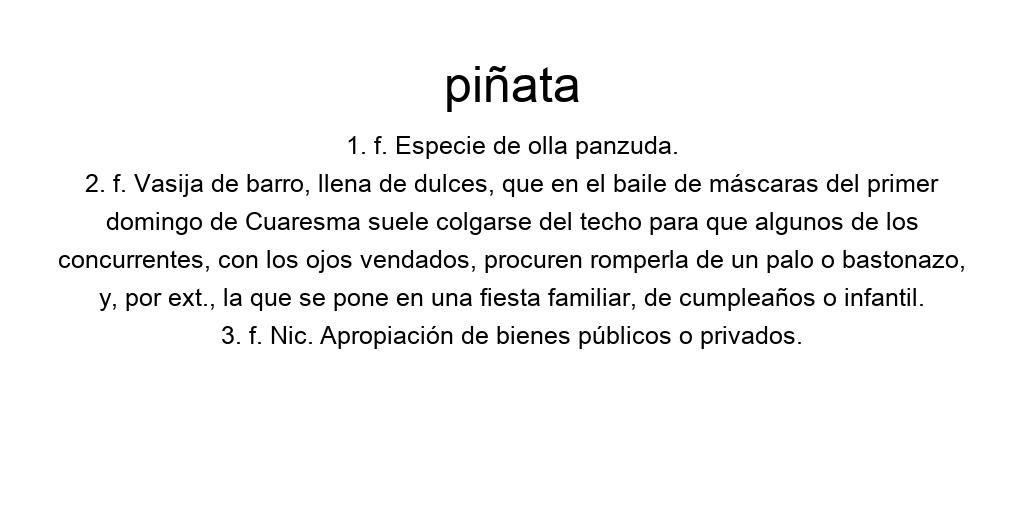 piñata
1. f. Especie de olla panzuda.
2. f. Vasija de barro, llena de dulces, que en el baile de máscaras del primer
domingo de Cuaresma suele colgarse del techo para que algunos de los
concurrentes, con los ojos vendados, procuren romperla de un palo o bastonazo,
y, por ext., la que se pone en una fiesta familiar, de cumpleaños o infantil.
3. f. Nic. Apropiación de bienes públicos o privados.